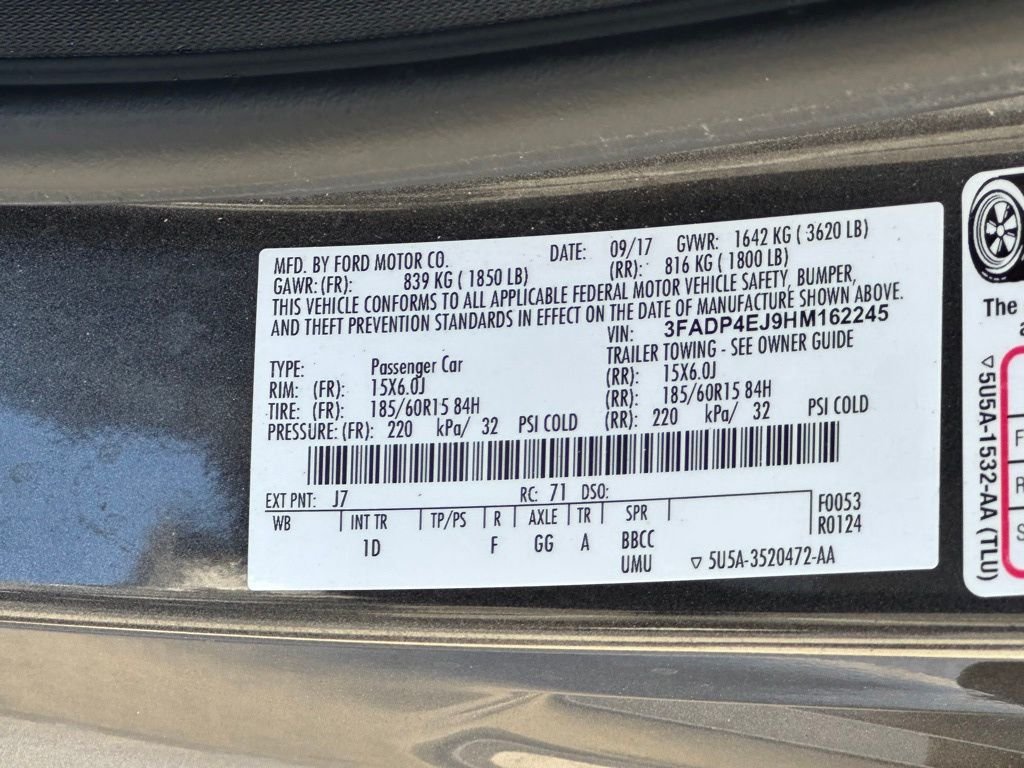 MFD. BY FORD MOTOR CO. DATE: 09/17 GVWR: 1642 KG ( 3620 LB)
GAWR: (FR): 839 KG ( 1850 LB) (RR): 816 KG ( 1800 LB)
THIS VEHICLE CONFORMS TO ALL APPLICABLE FEDERAL MOTOR VEHICLE SAFETY, BUMPER,
AND THEFT PREVENTION STANDARDS IN EFFECT ON THE DATE OF MANUFACTURE SHOWN ABOVE.
VIN: 3FADP4EJ9HM162245
TYPE: Passenger Car TRAILER TOWING - SEE OWNER GUIDE
RIM: (FR): 15X6.0J (RR): 15X6.0J
TIRE: (FR): 185/60R15 84H (RR): 185/60R15 84H
PRESSURE: (FR): 220 kPa/ 32 PSI COLD (RR): 220 kPa/ 32 PSI COLD
EXT PNT: J7 RC: 71 DSO:
WB INT TR TP/PS R AXLE TR SPR F0053
1D F GG A BBCC R0124
UMU ▽ 5U5A-3520472-AA
The
▽5U5A-1532-AA (TLU)
F
R
S